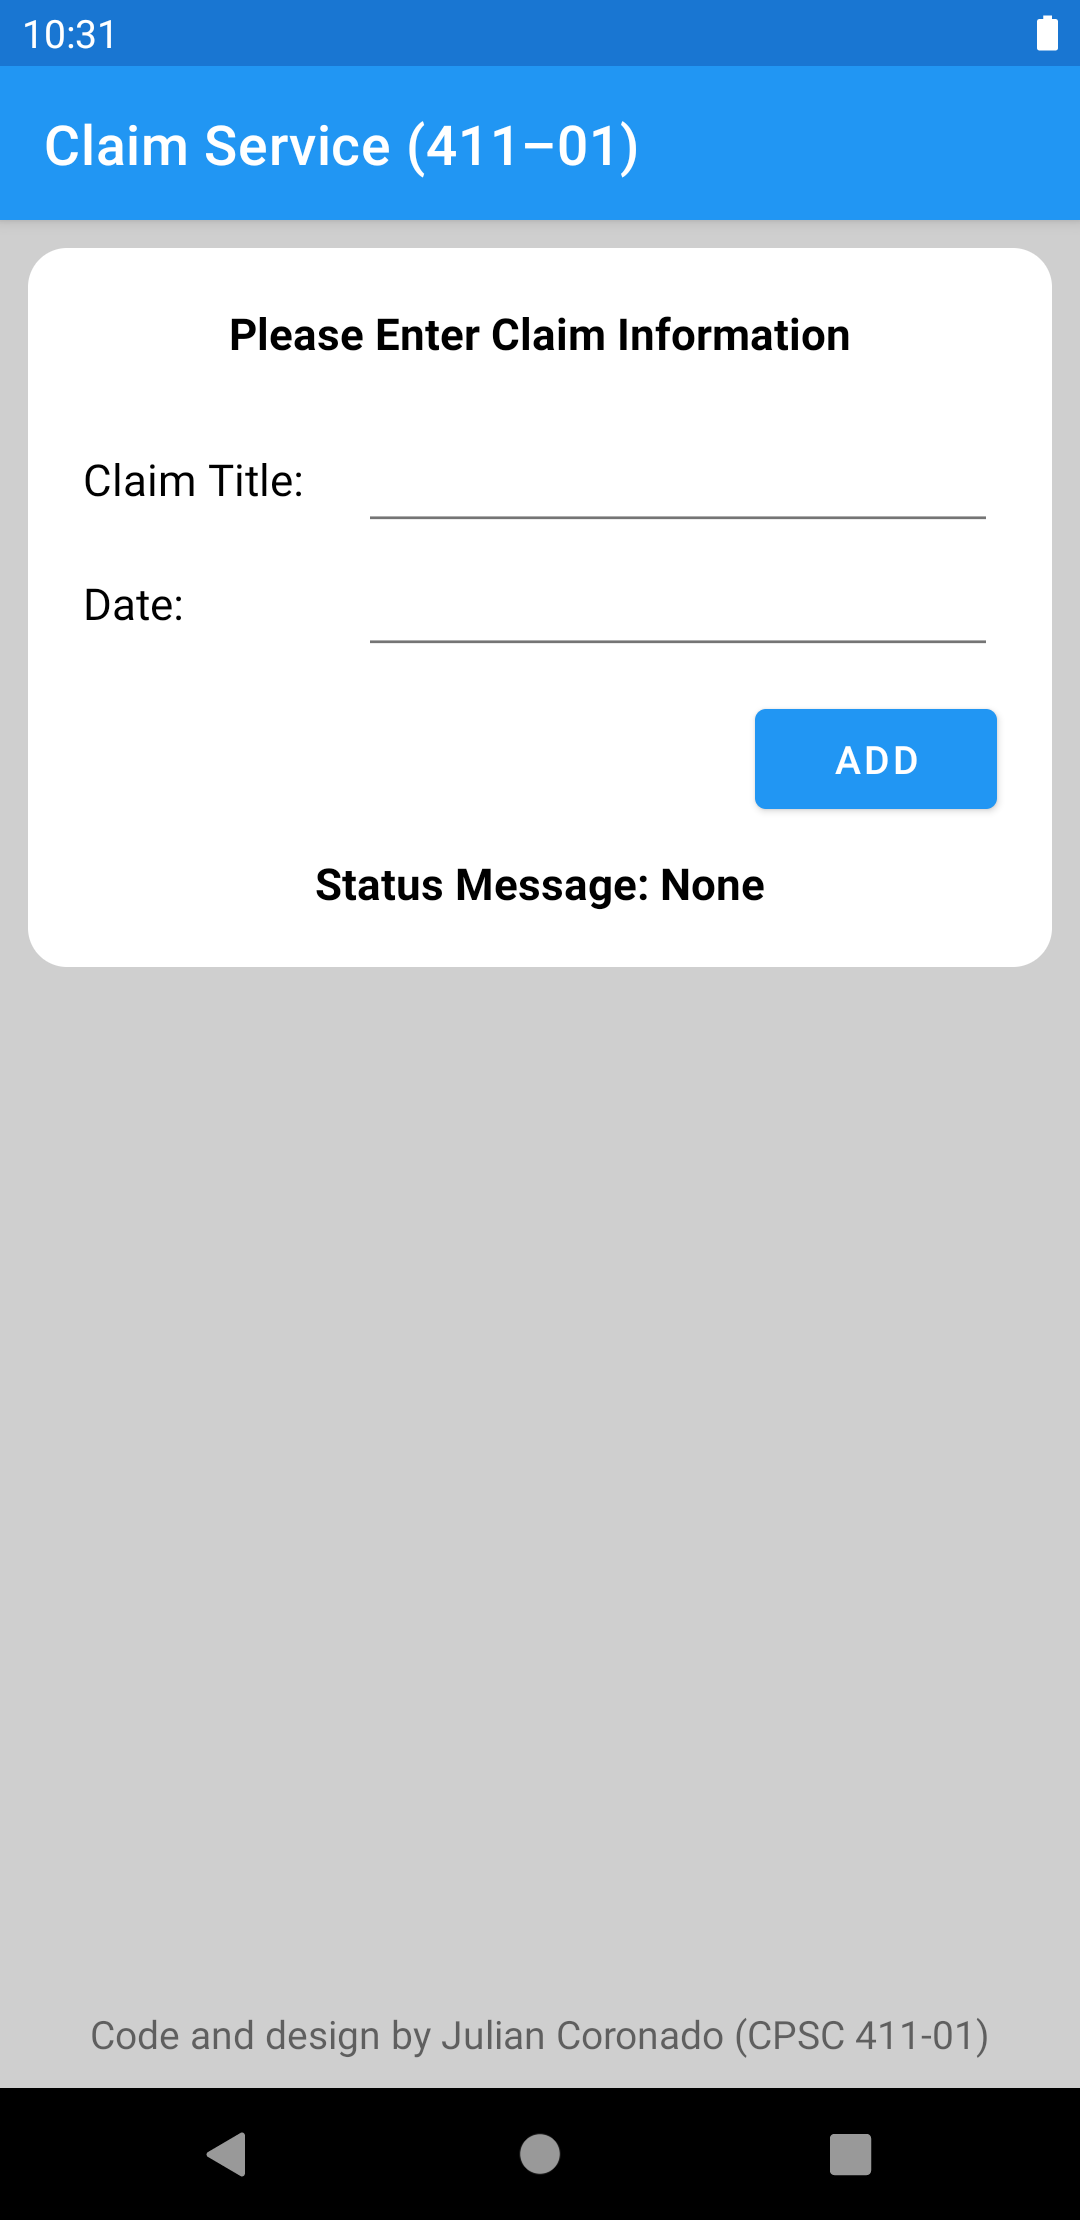 10:31
Claim Service (411–01)
Please Enter Claim Information
Claim Title:
Date:
ADD
Status Message: None
Code and design by Julian Coronado (CPSC 411-01)